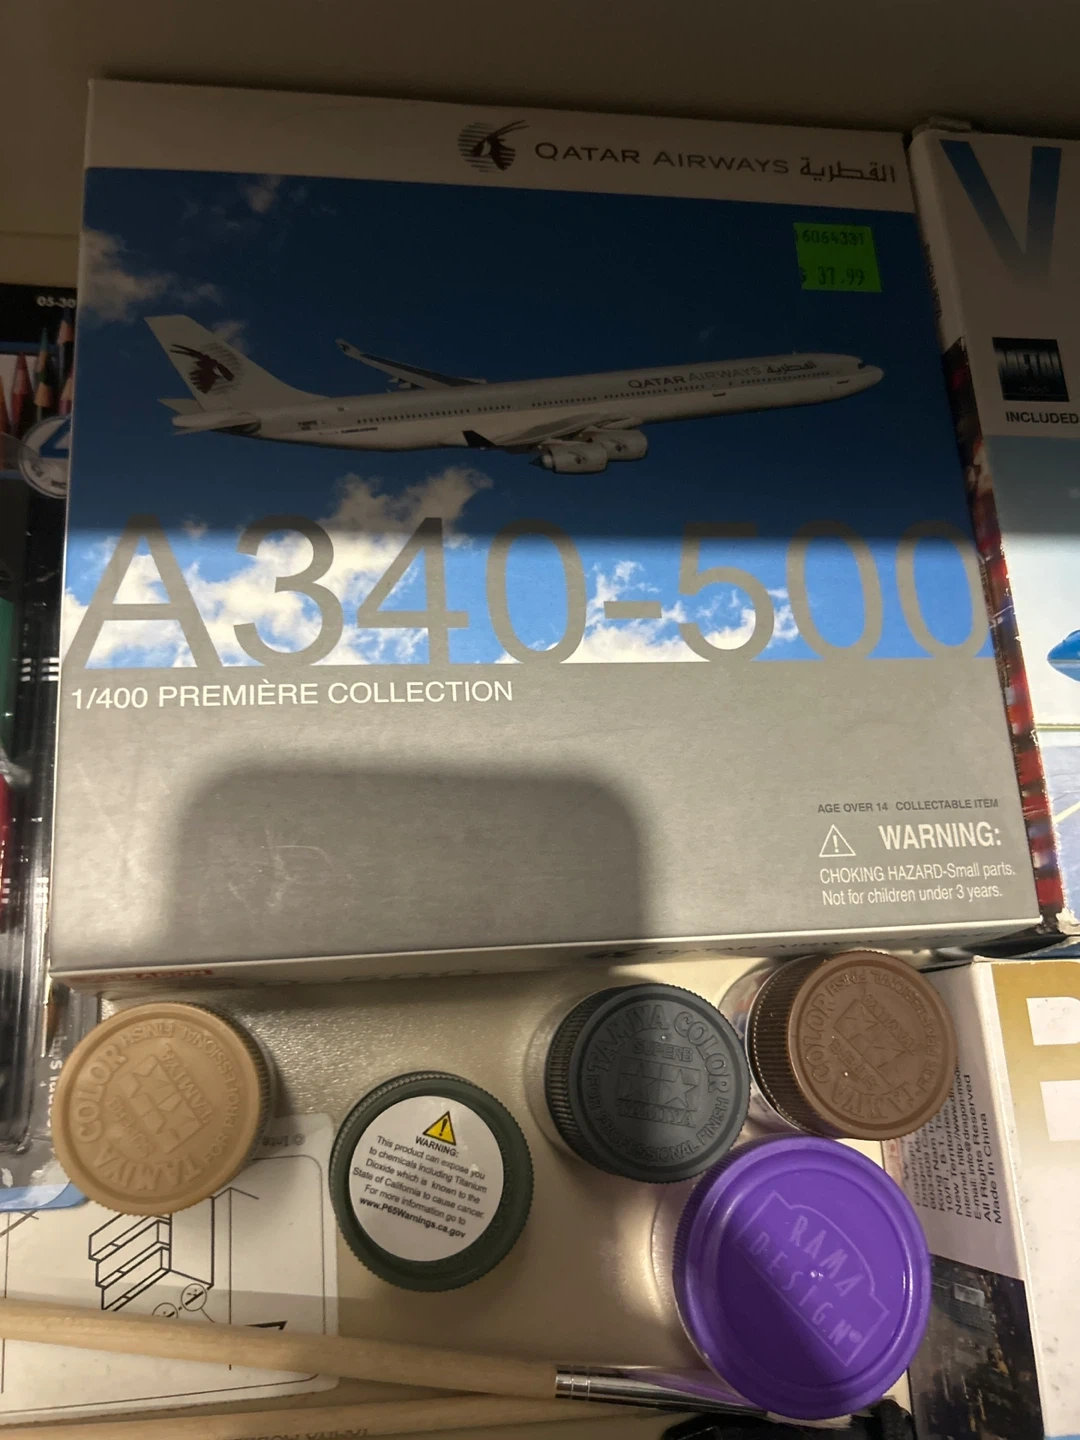 QATAR AIRWAYS القطرية
6064331
$ 37.99
05-30
INCLUDED
QATAR AIRWAYS القطرية
A340-500
1/400 PREMIÈRE COLLECTION
AGE OVER 14 COLLECTABLE ITEM
WARNING:
CHOKING HAZARD-Small parts.
Not for children under 3 years.
TAMIYA COLOR
SUPERB
TAMIYA
FOR PROFESSIONAL FINISH
COLOR
TAMIYA
WARNING:
This product can expose you
to chemicals including Titanium
Dioxide which is known to the
State of California to cause cancer.
For more information go to
www.P65Warnings.ca.gov
RAMA
DESIGN
All Rights Reserved
Made In China